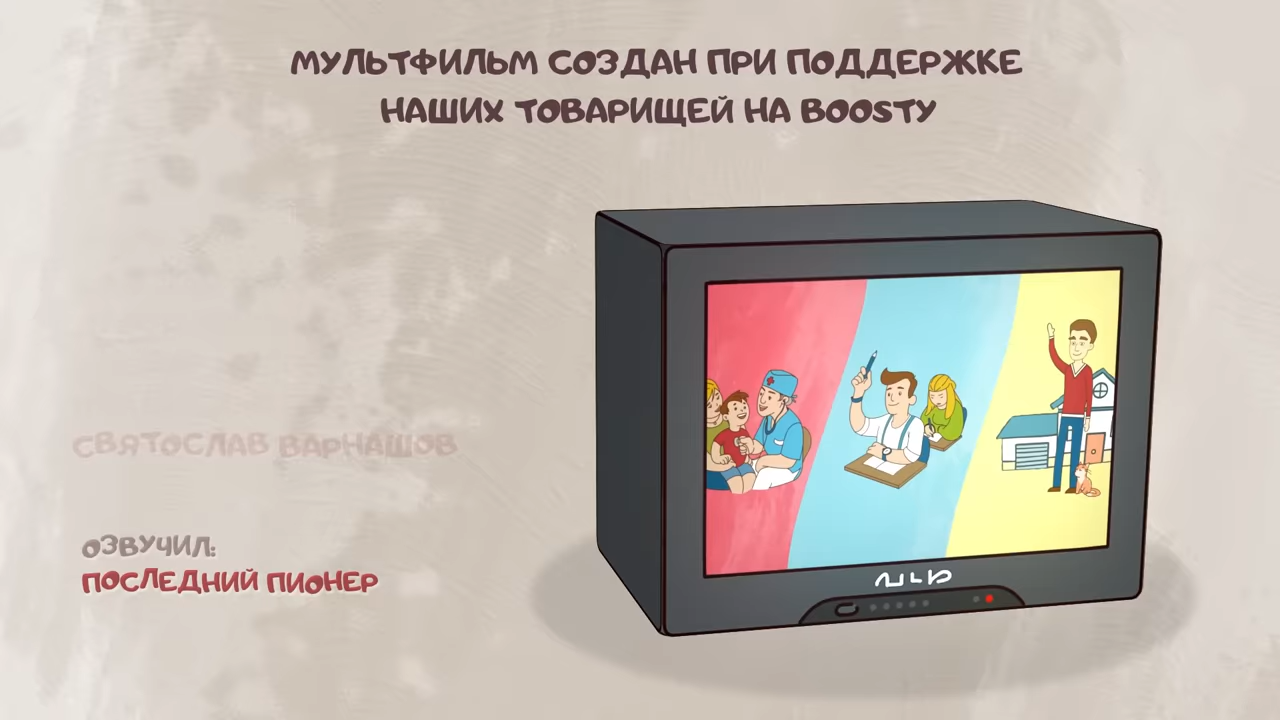 МУЛЬТФИЛЬМ СОЗДАН ПРИ ПОДДЕРЖКЕ
НАШИХ ТОВАРИЩЕЙ НА BOOSTY
СВЯТОСЛАВ ВАРНАШОВ
ОЗВУЧИЛ:
ПОСЛЕДНИЙ ПИОНЕР